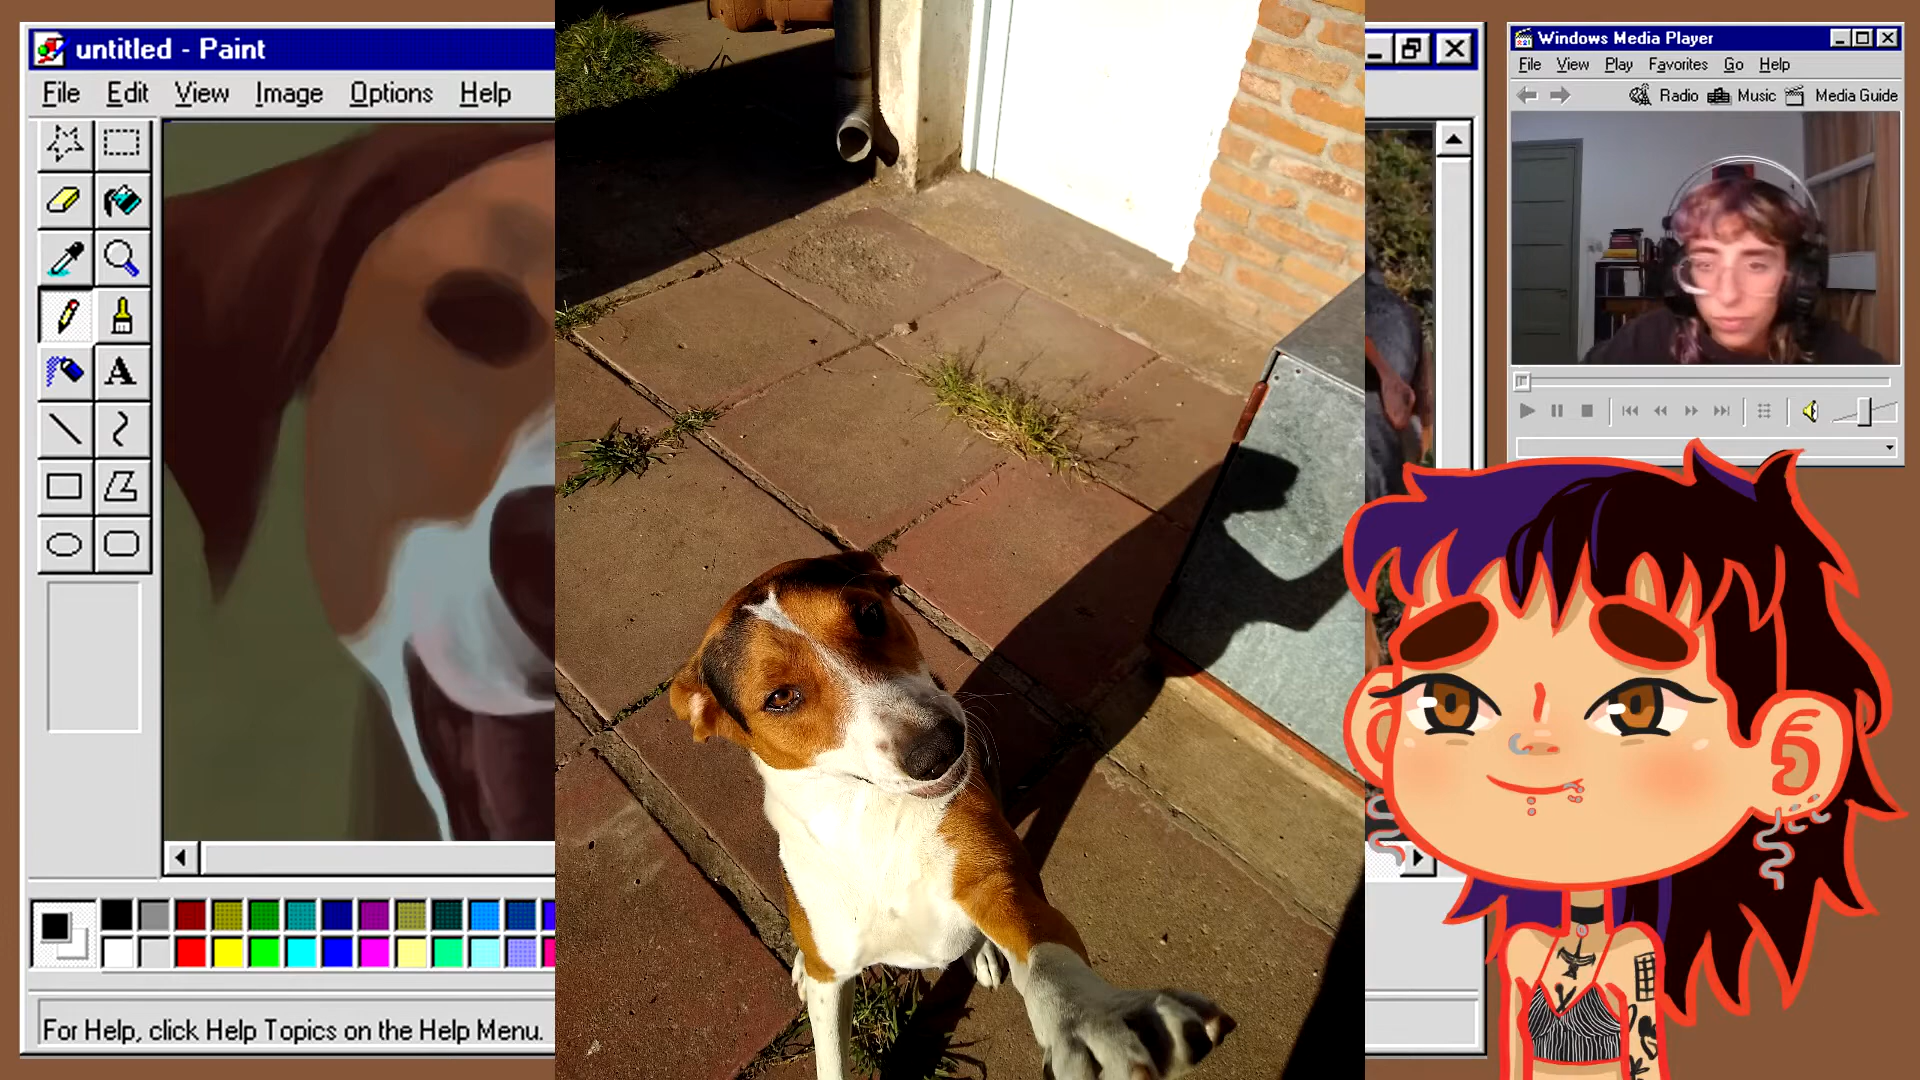 untitled - Paint
File Edit View Image Options Help
A
For Help, click Help Topics on the Help Menu.
Windows Media Player
File View Play Favorites Go Help
Radio Music Media Guide